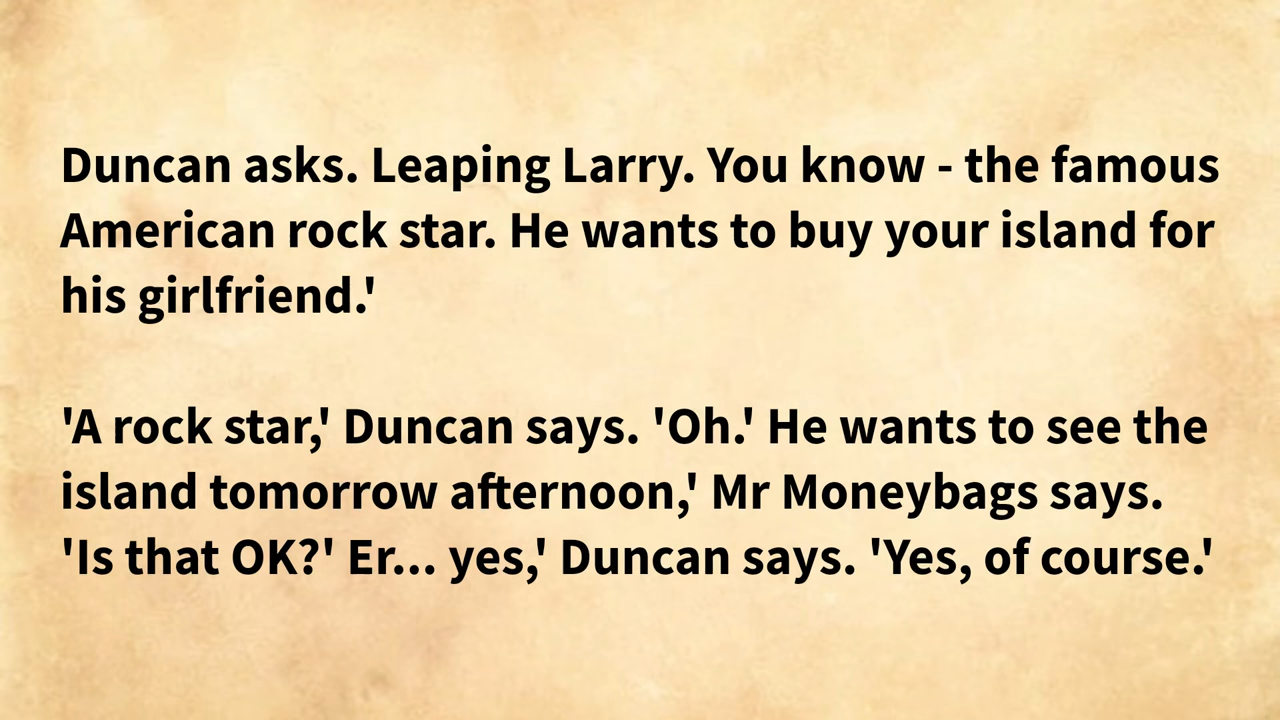 Duncan asks. Leaping Larry. You know - the famous
American rock star. He wants to buy your island for
his girlfriend.'
'A rock star,' Duncan says. 'Oh.' He wants to see the
island tomorrow afternoon,' Mr Moneybags says.
'Is that OK?' Er... yes,' Duncan says. 'Yes, of course.'